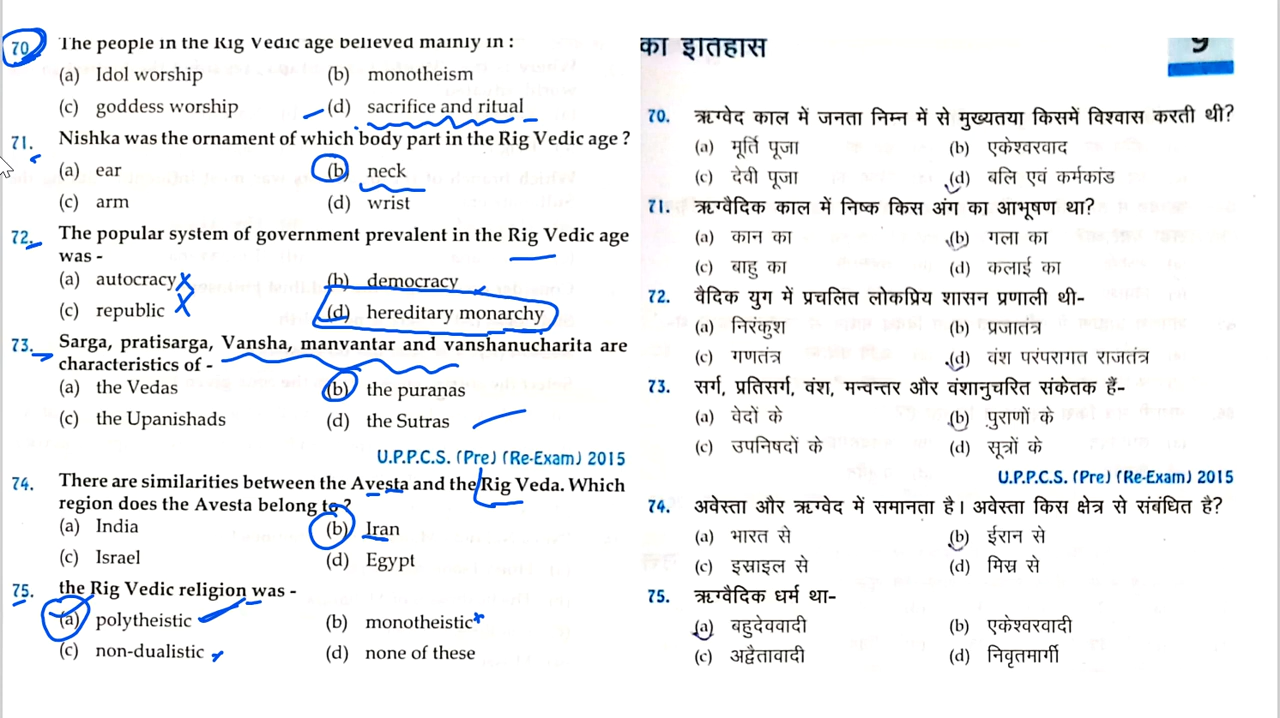 70. The people in the Rig Vedic age believed mainly in :
(a) Idol worship (b) monotheism
(c) goddess worship (d) sacrifice and ritual
71. Nishka was the ornament of which body part in the Rig Vedic age ?
(a) ear (b) neck
(c) arm (d) wrist
72. The popular system of government prevalent in the Rig Vedic age
was -
(a) autocracy (b) democracy
(c) republic (d) hereditary monarchy
73. Sarga, pratisarga, Vansha, manvantar and vanshanucharita are
characteristics of -
(a) the Vedas (b) the puranas
(c) the Upanishads (d) the Sutras
U.P.P.C.S. (Pre) (Re-Exam) 2015
74. There are similarities between the Avesta and the Rig Veda. Which
region does the Avesta belong to ?
(a) India (b) Iran
(c) Israel (d) Egypt
75. the Rig Vedic religion was -
(a) polytheistic (b) monotheistic
(c) non-dualistic (d) none of these
का इतिहास 9
70. ऋग्वेद काल में जनता निम्न में से मुख्यतया किसमें विश्वास करती थी?
(a) मूर्ति पूजा (b) एकेश्वरवाद
(c) देवी पूजा (d) बलि एवं कर्मकांड
71. ऋग्वैदिक काल में निष्क किस अंग का आभूषण था?
(a) कान का (b) गला का
(c) बाहु का (d) कलाई का
72. वैदिक युग में प्रचलित लोकप्रिय शासन प्रणाली थी-
(a) निरंकुश (b) प्रजातंत्र
(c) गणतंत्र (d) वंश परंपरागत राजतंत्र
73. सर्ग, प्रतिसर्ग, वंश, मन्वन्तर और वंशानुचरित संकेतक हैं-
(a) वेदों के (b) पुराणों के
(c) उपनिषदों के (d) सूत्रों के
U.P.P.C.S. (Pre) (Re-Exam) 2015
74. अवेस्ता और ऋग्वेद में समानता है। अवेस्ता किस क्षेत्र से संबंधित है?
(a) भारत से (b) ईरान से
(c) इस्राइल से (d) मिस्र से
75. ऋग्वैदिक धर्म था-
(a) बहुदेववादी (b) एकेश्वरवादी
(c) अद्वैतावादी (d) निवृतमार्गी